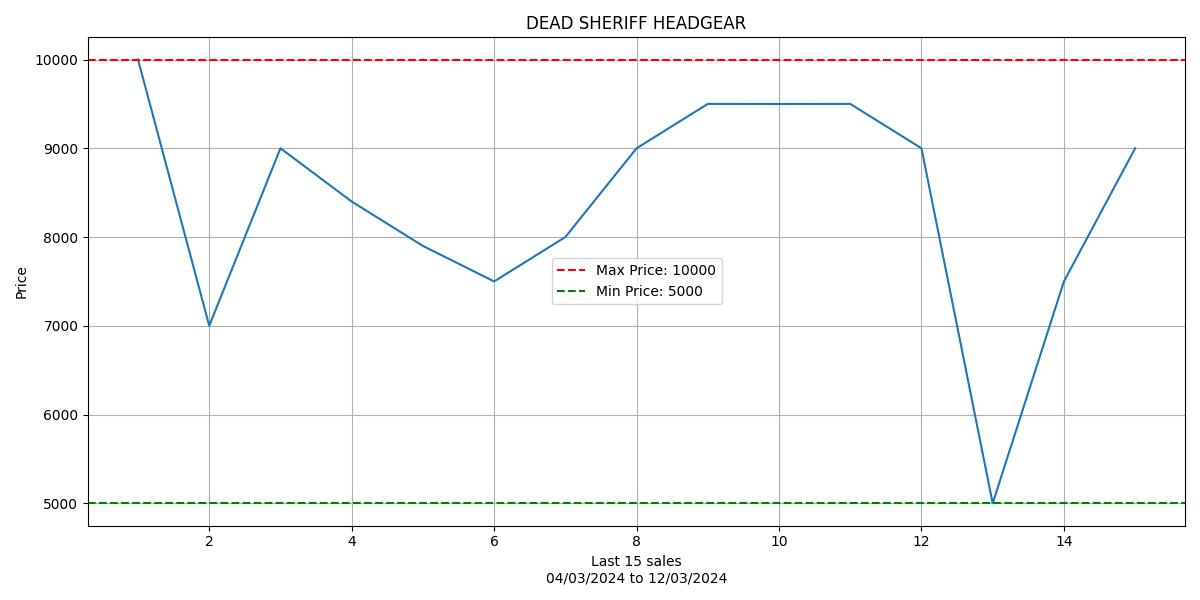 DEAD SHERIFF HEADGEAR
Price
10000
9000
8000
7000
6000
5000
Max Price: 10000
Min Price: 5000
2 4 6 8 10 12 14
Last 15 sales
04/03/2024 to 12/03/2024